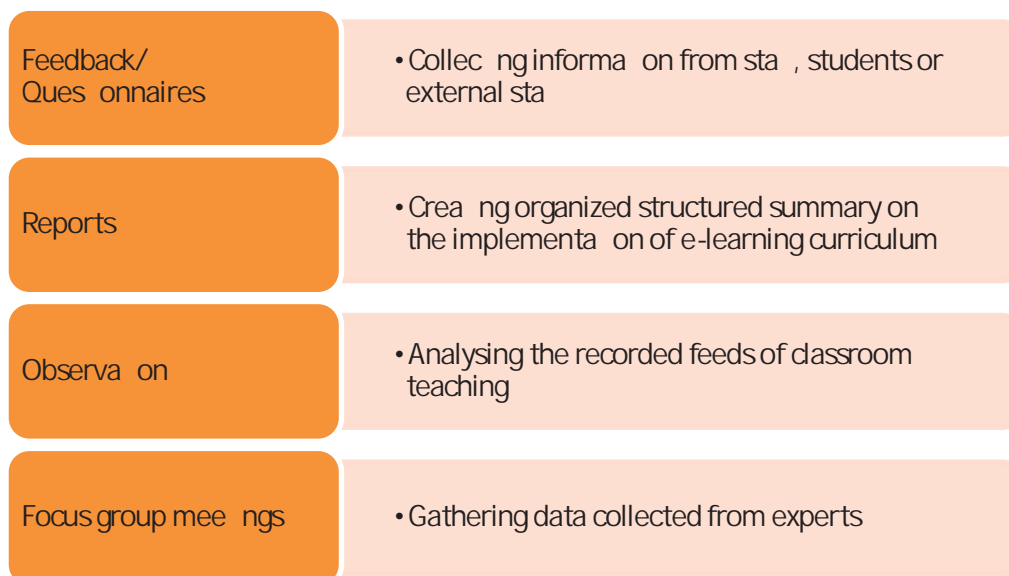 Feedback/
Ques onnaires
• Collec ng informa on from sta , students or
external sta
Reports
• Crea ng organized structured summary on
the implementa on of e-learning curriculum
Observa on
• Analysing the recorded feeds of classroom
teaching
Focus group mee ngs
• Gathering data collected from experts